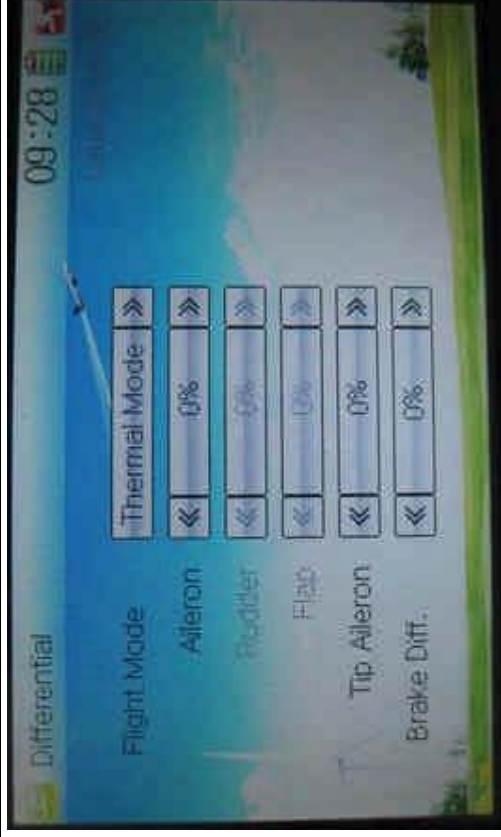 Differential 09:28
Flight Mode Thermal Mode
Aileron 0%
Rudder 0%
Flap 0%
Tip Aileron 0%
Brake Diff. 0%